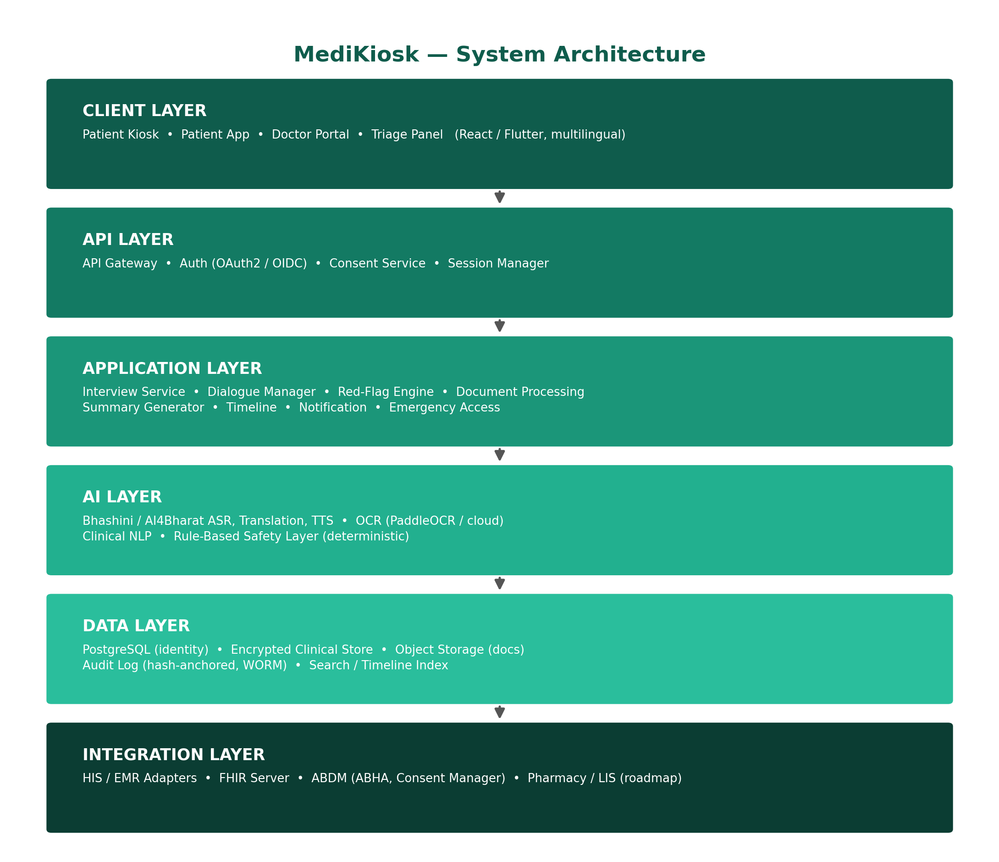 MediKiosk — System Architecture
CLIENT LAYER
Patient Kiosk • Patient App • Doctor Portal • Triage Panel (React / Flutter, multilingual)
API LAYER
API Gateway • Auth (OAuth2 / OIDC) • Consent Service • Session Manager
APPLICATION LAYER
Interview Service • Dialogue Manager • Red-Flag Engine • Document Processing
Summary Generator • Timeline • Notification • Emergency Access
AI LAYER
Bhashini / AI4Bharat ASR, Translation, TTS • OCR (PaddleOCR / cloud)
Clinical NLP • Rule-Based Safety Layer (deterministic)
DATA LAYER
PostgreSQL (identity) • Encrypted Clinical Store • Object Storage (docs)
Audit Log (hash-anchored, WORM) • Search / Timeline Index
INTEGRATION LAYER
HIS / EMR Adapters • FHIR Server • ABDM (ABHA, Consent Manager) • Pharmacy / LIS (roadmap)